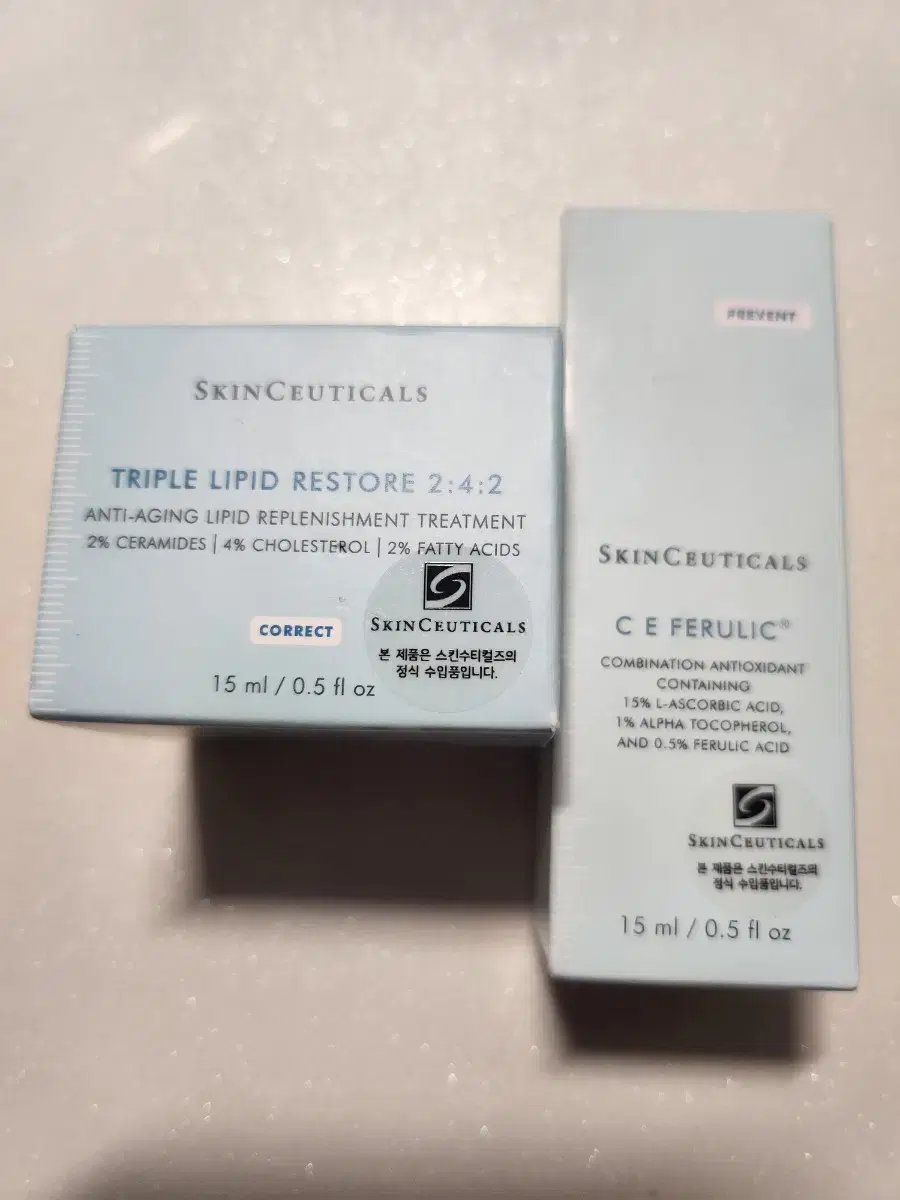 SKINCEUTICALS
TRIPLE LIPID RESTORE 2:4:2
ANTI-AGING LIPID REPLENISHMENT TREATMENT
2% CERAMIDES | 4% CHOLESTEROL | 2% FATTY ACIDS
CORRECT
SKINCEUTICALS
본 제품은 스킨수티컬즈의
정식 수입품입니다.
15 ml / 0.5 fl oz
PREVENT
SKINCEUTICALS
C E FERULIC®
COMBINATION ANTIOXIDANT
CONTAINING
15% L-ASCORBIC ACID,
1% ALPHA TOCOPHEROL,
AND 0.5% FERULIC ACID
SKINCEUTICALS
본 제품은 스킨수티컬즈의
정식 수입품입니다.
15 ml / 0.5 fl oz